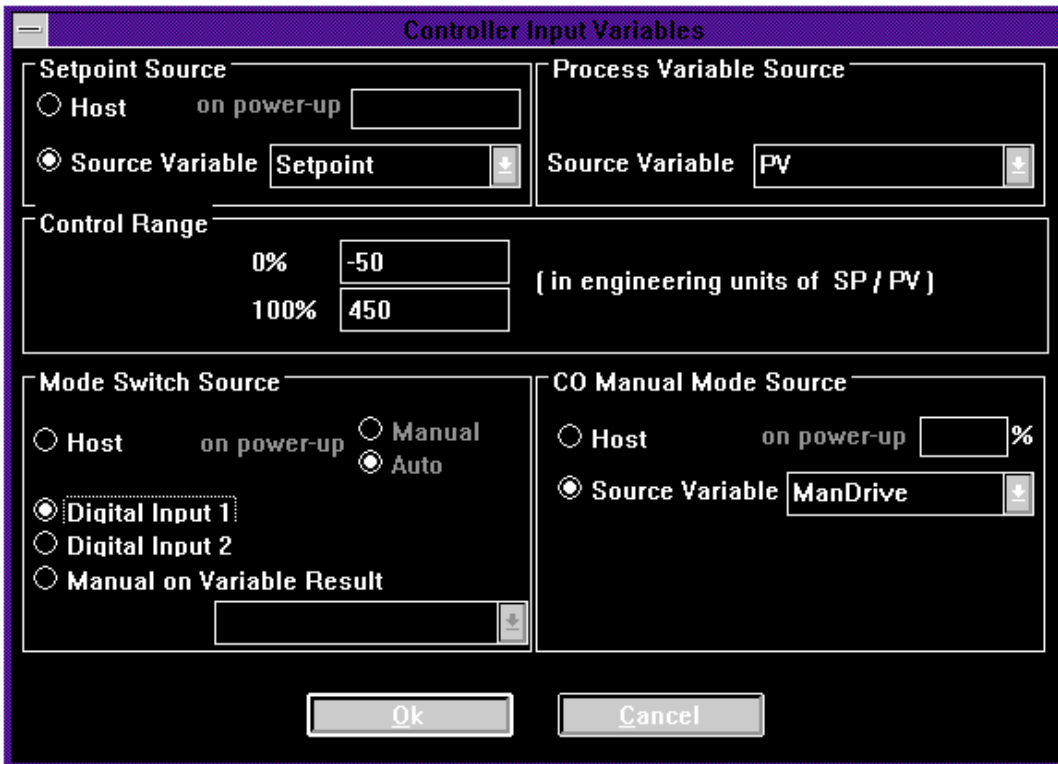 Controller Input Variables
Setpoint Source
Host on power-up
Source Variable Setpoint
Process Variable Source
Source Variable PV
Control Range
0% -50
100% 450
( in engineering units of SP / PV )
Mode Switch Source
Host on power-up
Manual
Auto
Digital Input 1
Digital Input 2
Manual on Variable Result
CO Manual Mode Source
Host on power-up %
Source Variable ManDrive
Ok Cancel